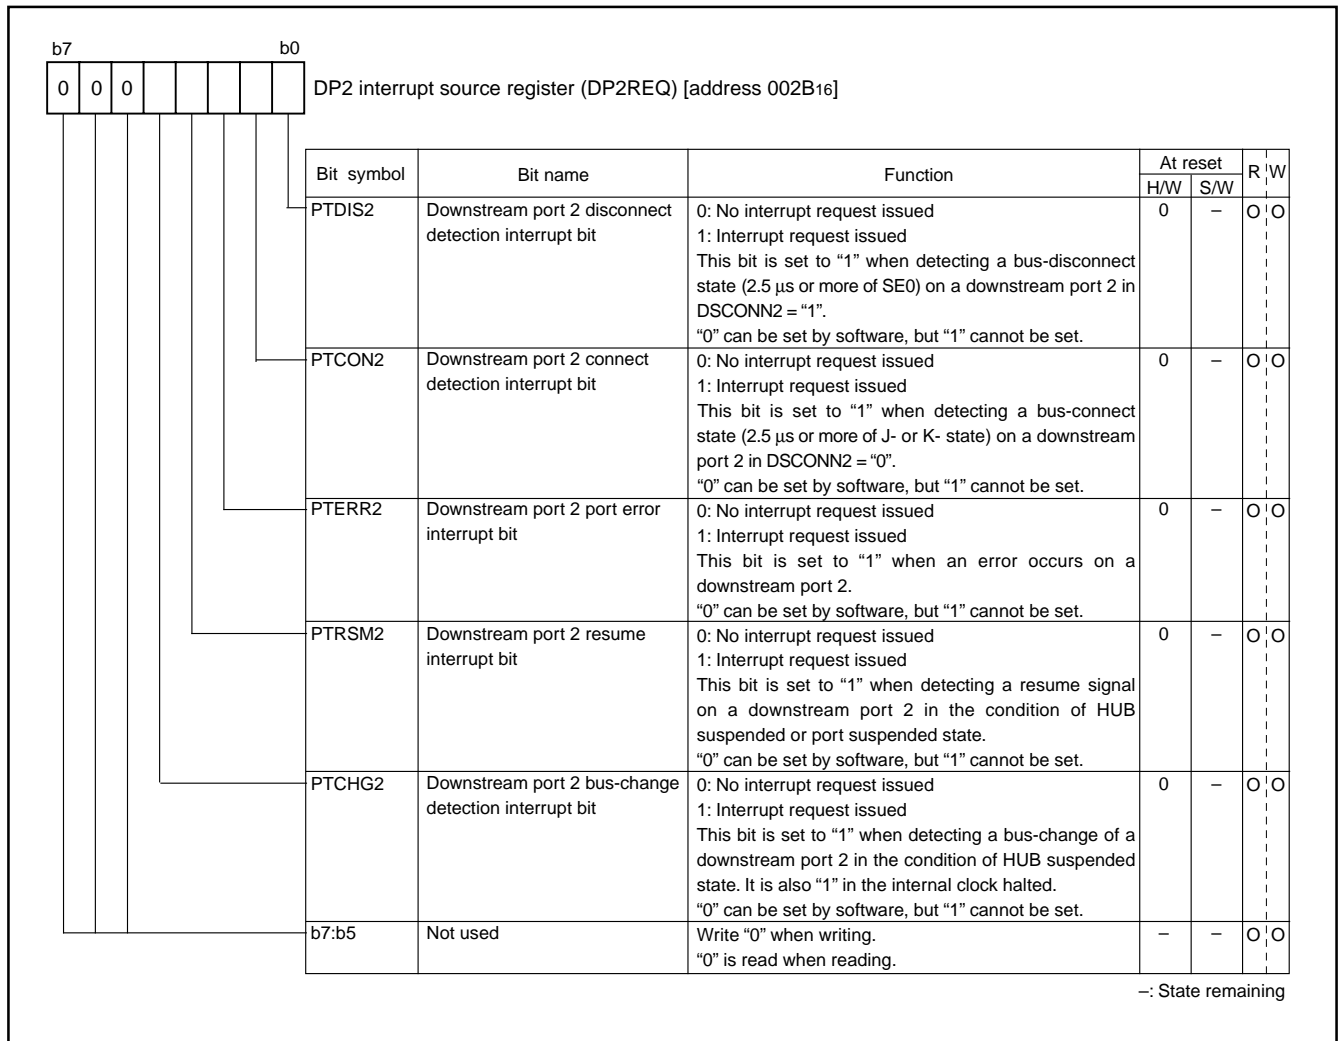 b7 b0
0 0 0 DP2 interrupt source register (DP2REQ) [address 002B16]
Bit symbol Bit name Function At reset R W
H/W S/W
PTDIS2 Downstream port 2 disconnect 0: No interrupt request issued 0 – O O
detection interrupt bit 1: Interrupt request issued
This bit is set to “1” when detecting a bus-disconnect
state (2.5 µs or more of SE0) on a downstream port 2 in
DSCONN2 = “1”.
“0” can be set by software, but “1” cannot be set.
PTCON2 Downstream port 2 connect 0: No interrupt request issued 0 – O O
detection interrupt bit 1: Interrupt request issued
This bit is set to “1” when detecting a bus-connect
state (2.5 µs or more of J- or K- state) on a downstream
port 2 in DSCONN2 = “0”.
“0” can be set by software, but “1” cannot be set.
PTERR2 Downstream port 2 port error 0: No interrupt request issued 0 – O O
interrupt bit 1: Interrupt request issued
This bit is set to “1” when an error occurs on a
downstream port 2.
“0” can be set by software, but “1” cannot be set.
PTRSM2 Downstream port 2 resume 0: No interrupt request issued 0 – O O
interrupt bit 1: Interrupt request issued
This bit is set to “1” when detecting a resume signal
on a downstream port 2 in the condition of HUB
suspended or port suspended state.
“0” can be set by software, but “1” cannot be set.
PTCHG2 Downstream port 2 bus-change 0: No interrupt request issued 0 – O O
detection interrupt bit 1: Interrupt request issued
This bit is set to “1” when detecting a bus-change of a
downstream port 2 in the condition of HUB suspended
state. It is also “1” in the internal clock halted.
“0” can be set by software, but “1” cannot be set.
b7:b5 Not used Write “0” when writing. – – O O
“0” is read when reading.
–: State remaining